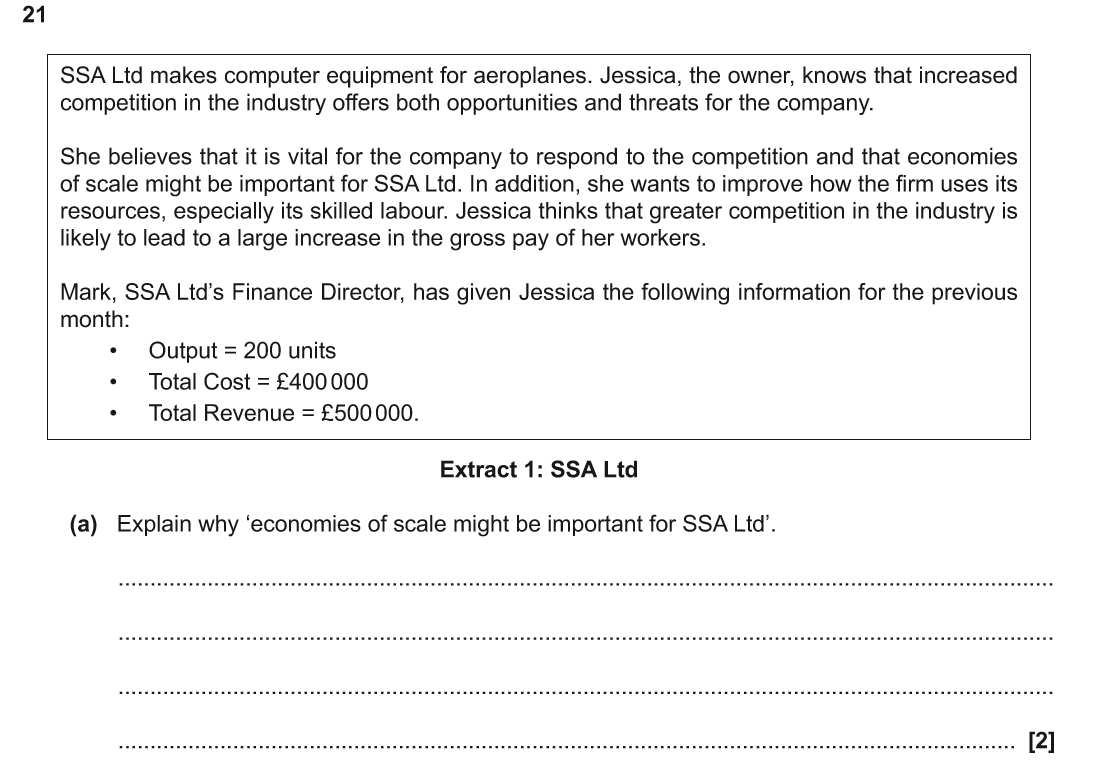 21
SSA Ltd makes computer equipment for aeroplanes. Jessica, the owner, knows that increased
competition in the industry offers both opportunities and threats for the company.
She believes that it is vital for the company to respond to the competition and that economies
of scale might be important for SSA Ltd. In addition, she wants to improve how the firm uses its
resources, especially its skilled labour. Jessica thinks that greater competition in the industry is
likely to lead to a large increase in the gross pay of her workers.
Mark, SSA Ltd’s Finance Director, has given Jessica the following information for the previous
month:
• Output = 200 units
• Total Cost = £400 000
• Total Revenue = £500 000.
Extract 1: SSA Ltd
(a) Explain why ‘economies of scale might be important for SSA Ltd’.
[2]